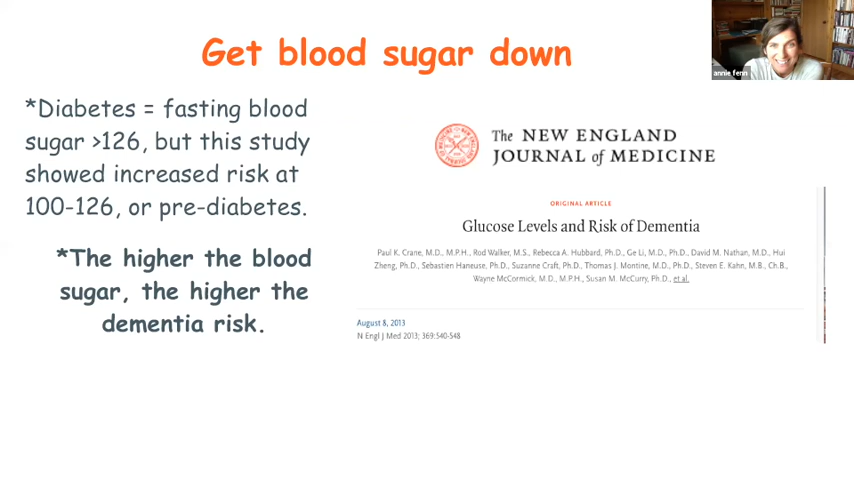 Get blood sugar down
annie fenn
*Diabetes = fasting blood
sugar >126, but this study
showed increased risk at
100-126, or pre-diabetes.
*The higher the blood
sugar, the higher the
dementia risk.
The NEW ENGLAND
JOURNAL of MEDICINE
ORIGINAL ARTICLE
Glucose Levels and Risk of Dementia
Paul K. Crane, M.D., M.P.H., Rod Walker, M.S., Rebecca A. Hubbard, Ph.D., Ge Li, M.D., Ph.D., David M. Nathan, M.D., Hui
Zheng, Ph.D., Sebastien Haneuse, Ph.D., Suzanne Craft, Ph.D., Thomas J. Montine, M.D., Ph.D., Steven E. Kahn, M.B., Ch.B.,
Wayne McCormick, M.D., M.P.H., Susan M. McCurry, Ph.D., et al.
August 8, 2013
N Engl J Med 2013; 369:540-548